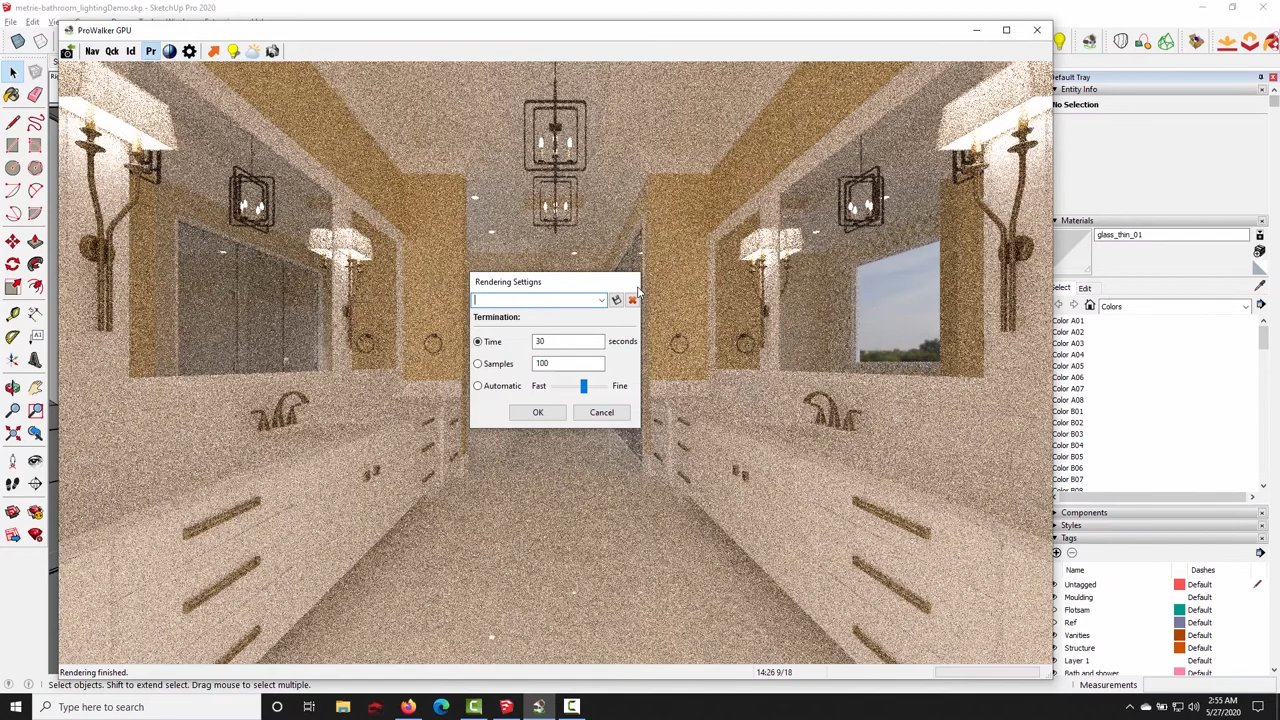 metrie-bathroom_lightingDemo.skp - SketchUp Pro 2020
File
Edit
ProWalker GPU
Nav
Qck
Id
Pr
Default Tray
Entity Info
No Selection
Materials
glass_thin_01
Select
Edit
Colors
Color A01
Color A02
Color A03
Color A04
Color A05
Color A06
Color A07
Color A08
Color B01
Color B02
Color B03
Color B04
Color B05
Color B06
Color B07
Color B08
Components
Styles
Tags
Name
Dashes
Untagged
Default
Moulding
Default
Flotsam
Default
Ref
Default
Vanities
Default
Structure
Default
Layer 1
Default
Bath and shower
Default
Rendering Settigns
Termination:
Time
30
seconds
Samples
100
Automatic
Fast
Fine
OK
Cancel
Rendering finished.
14:26 9/18
Select objects. Shift to extend select. Drag mouse to select multiple.
Measurements
Type here to search
2:55 AM
5/27/2020